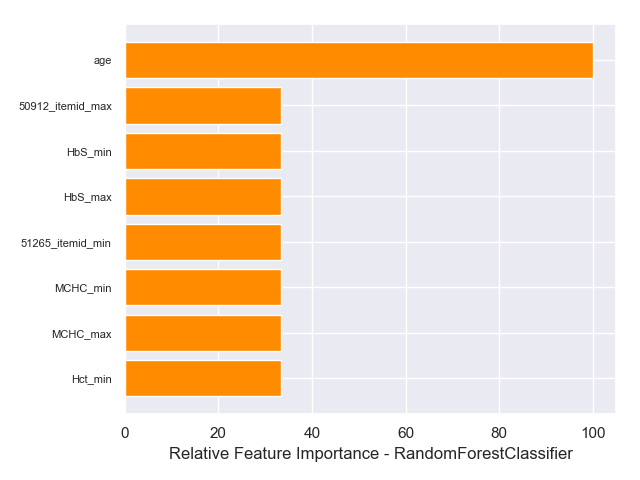 age
50912_itemid_max
HbS_min
HbS_max
51265_itemid_min
MCHC_min
MCHC_max
Hct_min
0 20 40 60 80 100
Relative Feature Importance - RandomForestClassifier